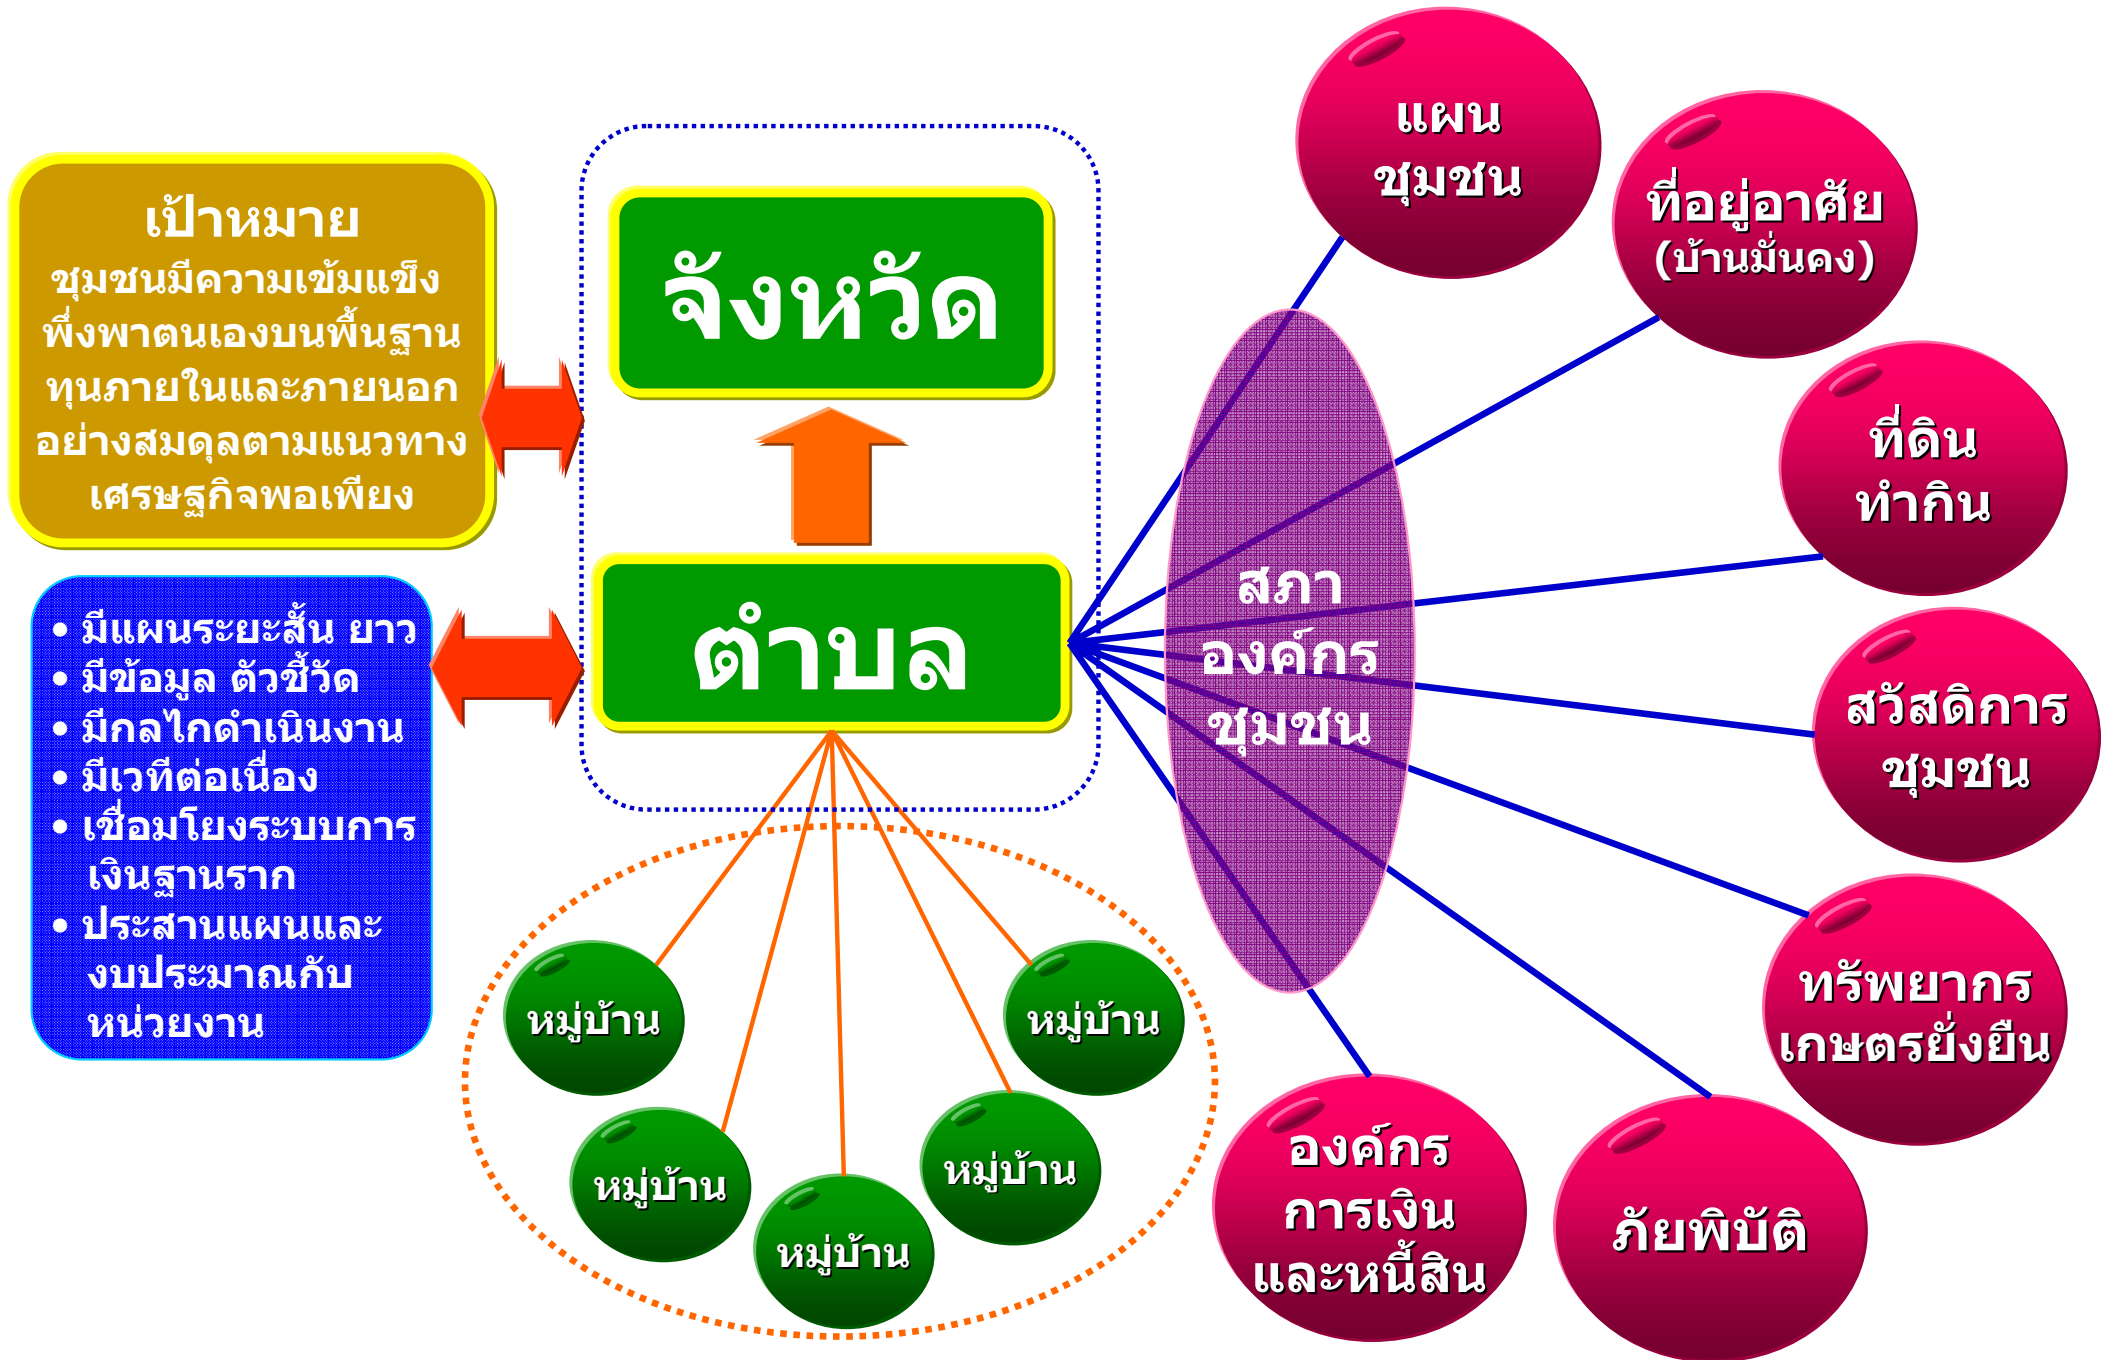 เป้าหมาย
ชุมชนมีความเข้มแข็ง
พึ่งพาตนเองบนพื้นฐาน
ทุนภายในและภายนอก
อย่างสมดุลตามแนวทาง
เศรษฐกิจพอเพียง
• มีแผนระยะสั้น ยาว
• มีข้อมูล ตัวชี้วัด
• มีกลไกดำเนินงาน
• มีเวทีต่อเนื่อง
• เชื่อมโยงระบบการ
เงินฐานราก
• ประสานแผนและ
งบประมาณกับ
หน่วยงาน
จังหวัด
ตำบล
หมู่บ้าน
หมู่บ้าน
หมู่บ้าน
หมู่บ้าน
หมู่บ้าน
สภา
องค์กร
ชุมชน
แผน
ชุมชน
ที่อยู่อาศัย
(บ้านมั่นคง)
ที่ดิน
ทำกิน
สวัสดิการ
ชุมชน
ทรัพยากร
เกษตรยั่งยืน
ภัยพิบัติ
องค์กร
การเงิน
และหนี้สิน